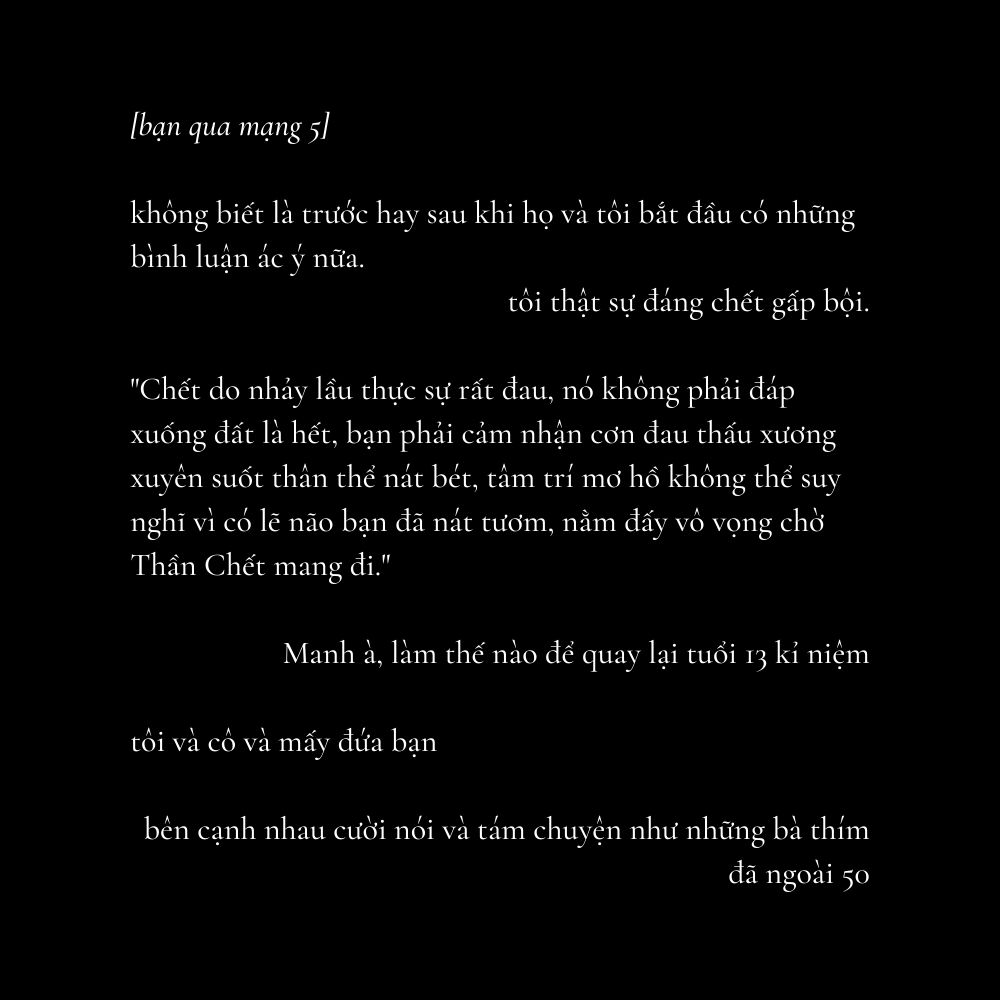 [bạn qua mạng 5]
không biết là trước hay sau khi họ và tôi bắt đầu có những
bình luận ác ý nữa.
tôi thật sự đáng chết gấp bội.
"Chết do nhảy lầu thực sự rất đau, nó không phải đáp
xuống đất là hết, bạn phải cảm nhận cơn đau thấu xương
xuyên suốt thân thể nát bét, tâm trí mơ hồ không thể suy
nghĩ vì có lẽ não bạn đã nát tươm, nằm đấy vô vọng chờ
Thần Chết mang đi."
Manh à, làm thế nào để quay lại tuổi 13 kỉ niệm
tôi và cô và mấy đứa bạn
bên cạnh nhau cười nói và tám chuyện như những bà thím
đã ngoài 50